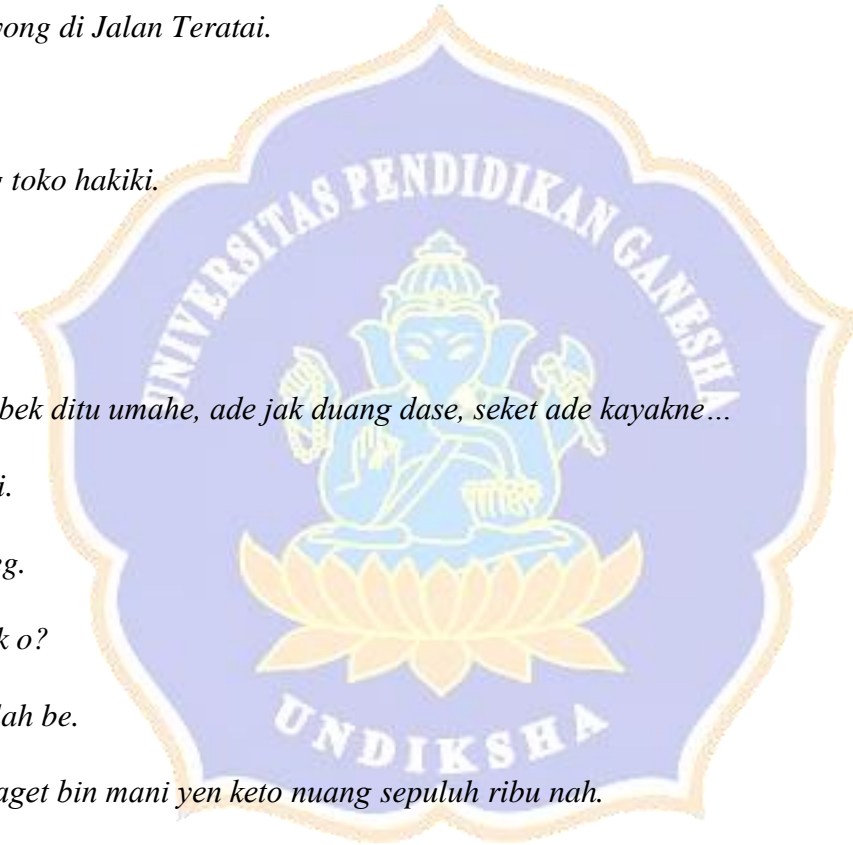 ong di Jalan Teratai.
toko hakiki.
UNIVERSITAS PENDIDIKAN GANESHA
bek ditu umahe, ade jak duang dase, seket ade kayakne…
i.
g.
k o?
lah be.
UNDIKSHA
aget bin mani yen keto nuang sepuluh ribu nah.